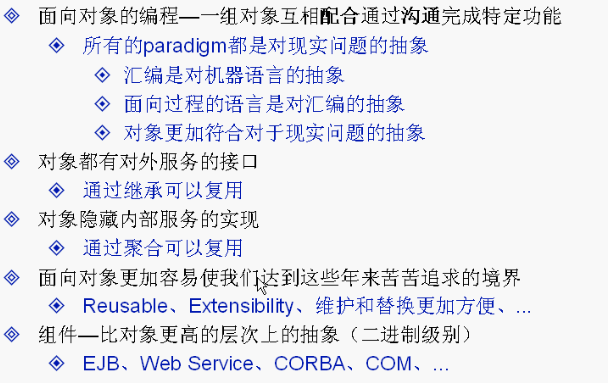 面向对象的编程—一组对象互相配合通过沟通完成特定功能
所有的paradigm都是对现实问题的抽象
汇编是对机器语言的抽象
面向过程的语言是对汇编的抽象
对象更加符合对于现实问题的抽象
对象都有对外服务的接口
通过继承可以复用
对象隐藏内部服务的实现
通过聚合可以复用
面向对象更加容易使我们达到这些年来苦苦追求的境界
Reusable、Extensibility、维护和替换更加方便、...
组件—比对象更高的层次上的抽象（二进制级别）
EJB、Web Service、CORBA、COM、...